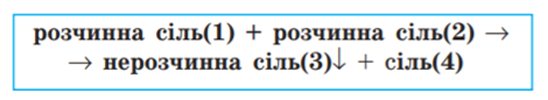 розчинна сіль(1) + розчинна сіль(2) →
→ нерозчинна сіль(3)↓ + сіль(4)